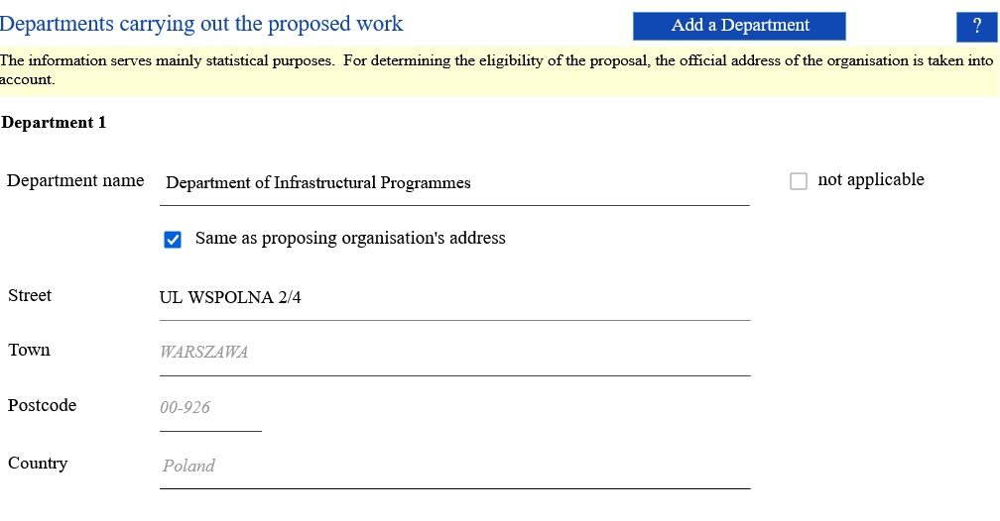 Departments carrying out the proposed work
Add a Department
?
The information serves mainly statistical purposes. For determining the eligibility of the proposal, the official address of the organisation is taken into
account.
Department 1
Department name
Department of Infrastructural Programmes
not applicable
Same as proposing organisation's address
Street
UL WSPOLNA 2/4
Town
WARSZAWA
Postcode
00-926
Country
Poland